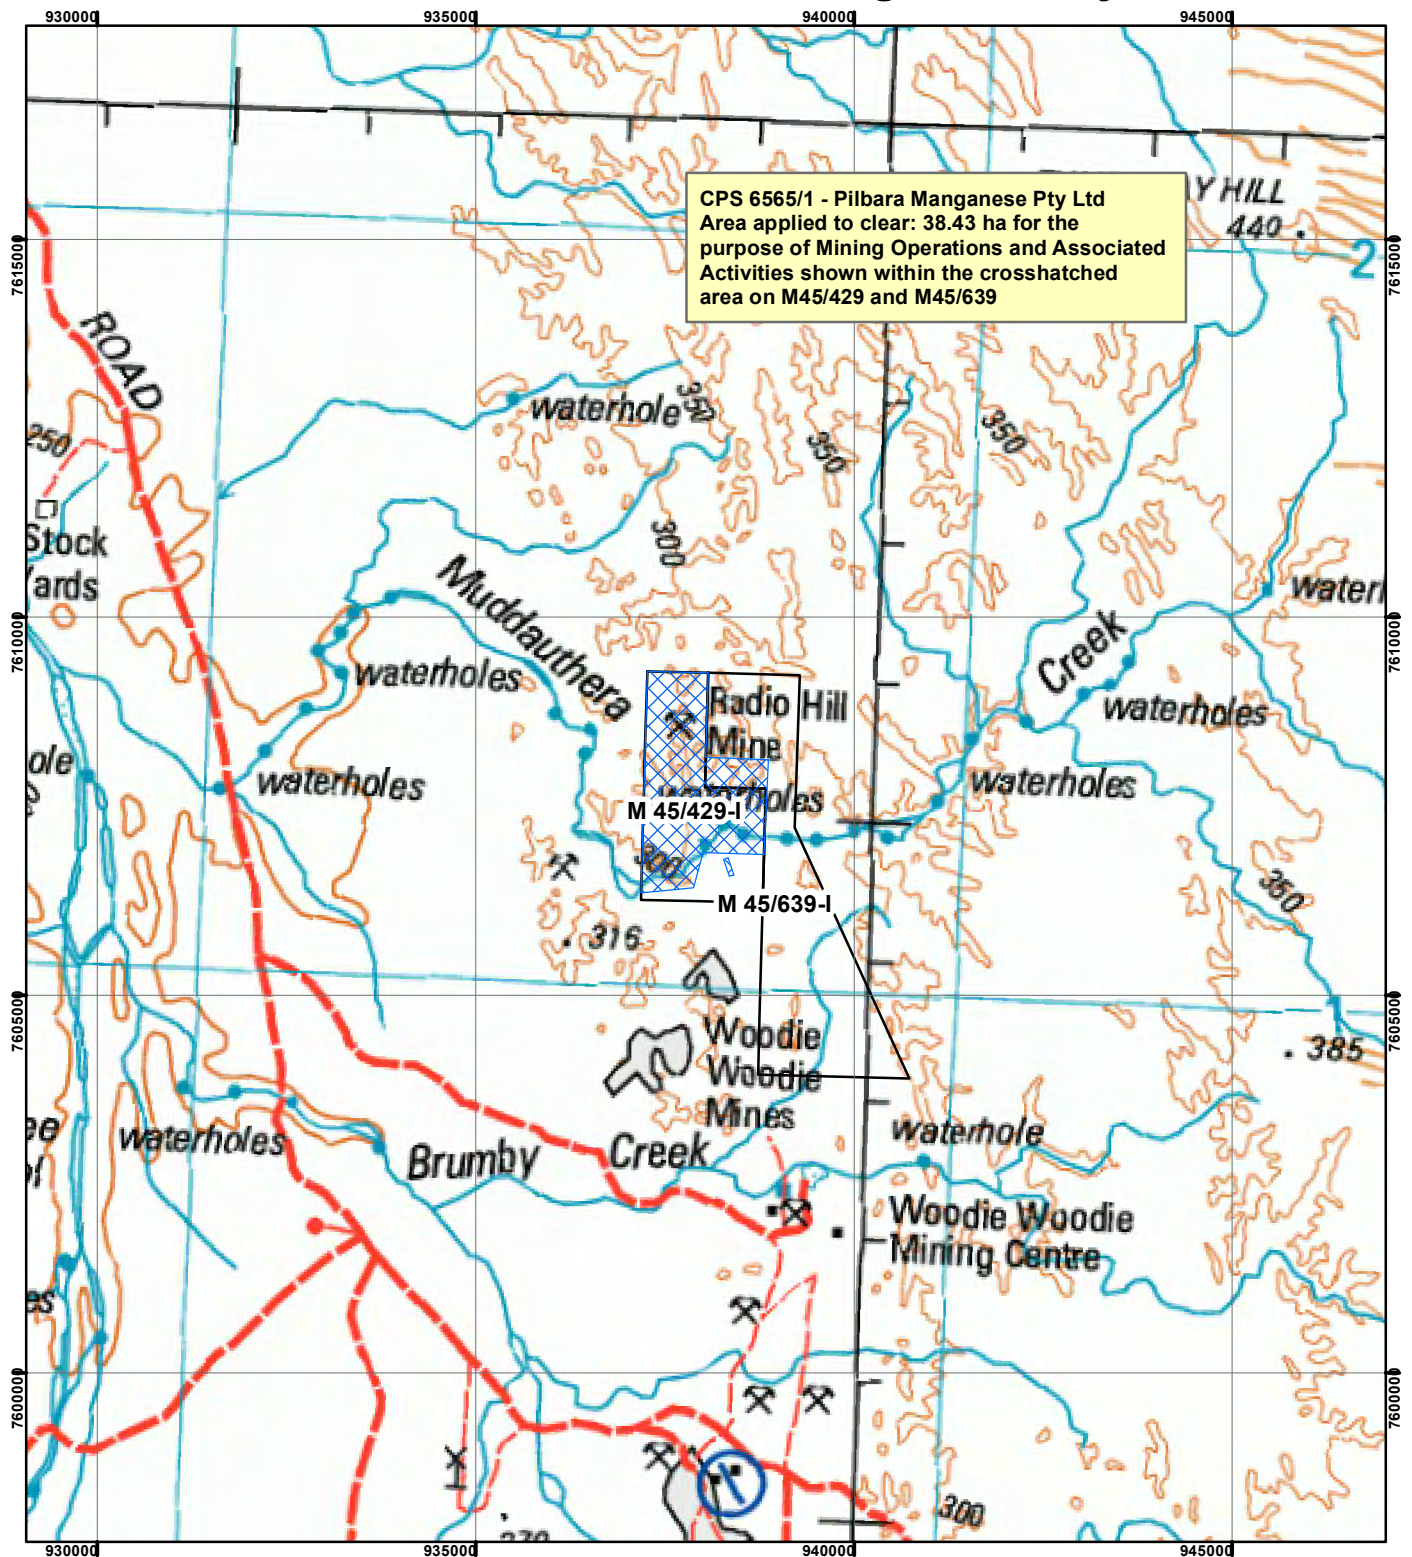 930000
935000
940000
945000
CPS 6565/1 - Pilbara Manganese Pty Ltd
Area applied to clear: 38.43 ha for the
purpose of Mining Operations and Associated
Activities shown within the crosshatched
area on M45/429 and M45/639
HILL
440
2
7615000
7615000
ROAD
250
waterhole
350
350
350
300
Stock
Muddauthera
7610000
7610000
Creek
waterholes
waterholes
Radio Hill
Mine
waterholes
waterholes
waterholes
M 45/429-I
300
M 45/639-I
350
316
7605000
7605000
Woodie
Woodie
Mines
385
waterholes
Brumby Creek
waterhole
Woodie Woodie
Mining Centre
7600000
7600000
300
930000
935000
940000
945000